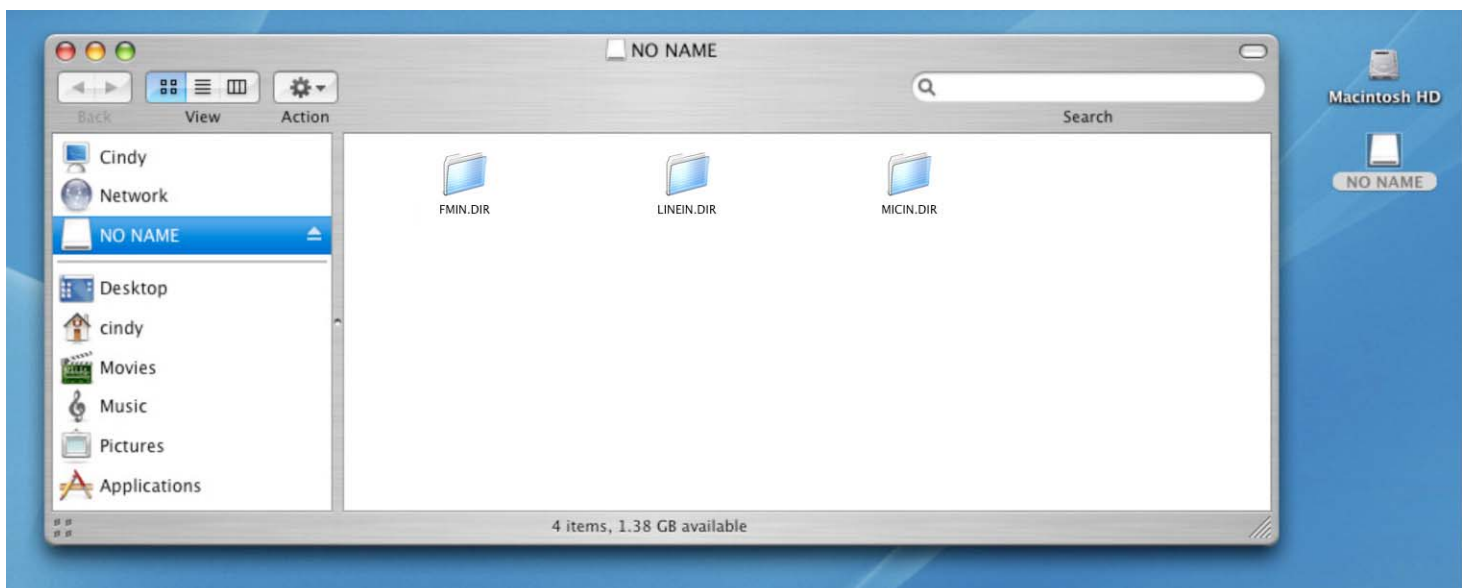 NO NAME
Back
View
Action
Search
Cindy
Network
NO NAME
Desktop
cindy
Movies
Music
Pictures
Applications
FMIN.DIR
LINEIN.DIR
MICIN.DIR
4 items, 1.38 GB available
Macintosh HD
NO NAME